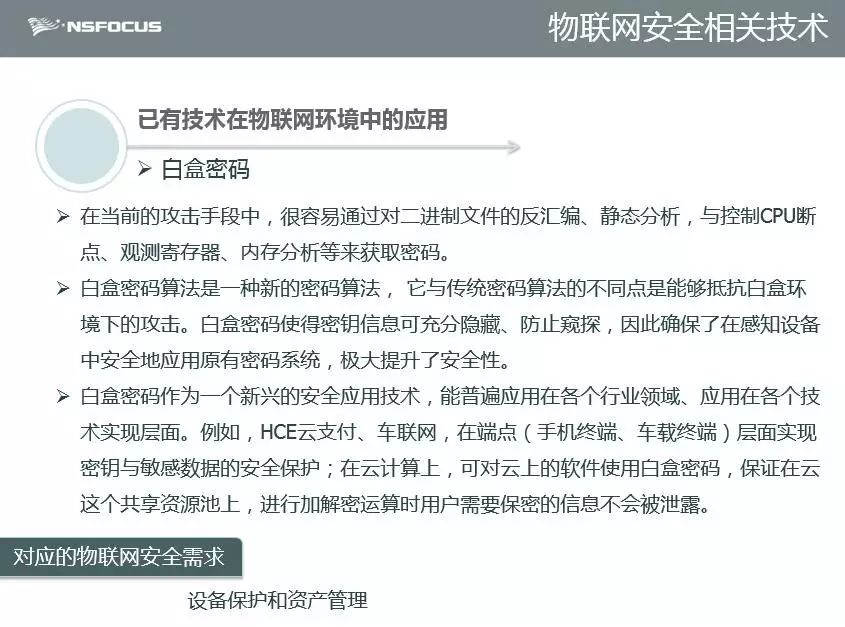 NSFOCUS
物联网安全相关技术
已有技术在物联网环境中的应用
➢ 白盒密码
➢ 在当前的攻击手段中，很容易通过对二进制文件的反汇编、静态分析，与控制CPU断
点、观测寄存器、内存分析等来获取密码。
➢ 白盒密码算法是一种新的密码算法， 它与传统密码算法的不同点是能够抵抗白盒环
境下的攻击。白盒密码使得密钥信息可充分隐藏、防止窥探，因此确保了在感知设备
中安全地应用原有密码系统，极大提升了安全性。
➢ 白盒密码作为一个新兴的安全应用技术，能普遍应用在各个行业领域、应用在各个技
术实现层面。例如，HCE云支付、车联网，在端点（手机终端、车载终端）层面实现
密钥与敏感数据的安全保护；在云计算上，可对云上的软件使用白盒密码，保证在云
这个共享资源池上，进行加解密运算时用户需要保密的信息不会被泄露。
对应的物联网安全需求
设备保护和资产管理